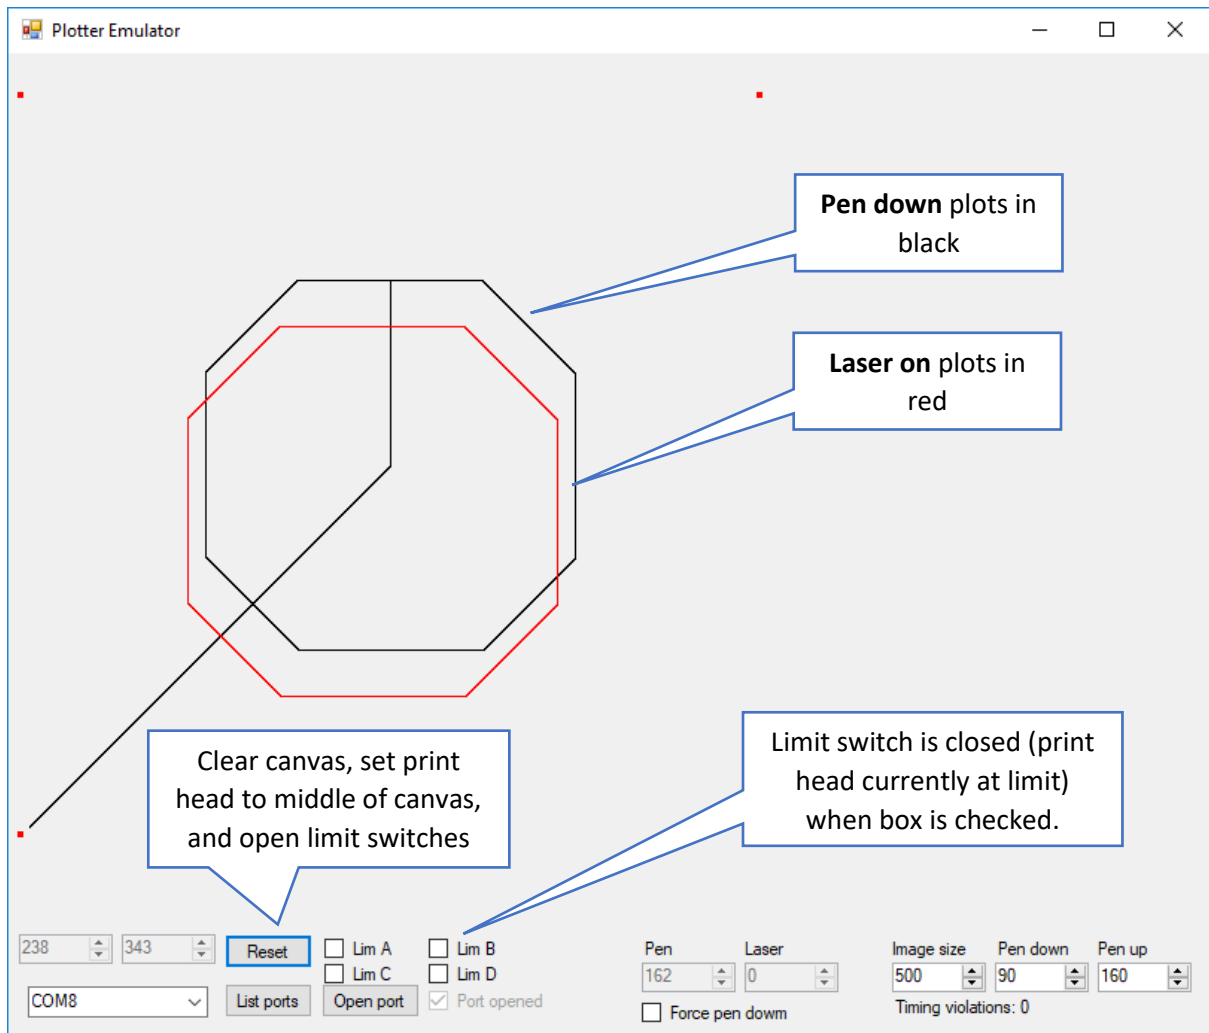 Plotter Emulator
Pen down plots in
black
Laser on plots in
red
Clear canvas, set print
head to middle of canvas,
and open limit switches
Limit switch is closed (print
head currently at limit)
when box is checked.
238 343 Reset Lim A Lim B
Lim C Lim D
COM8 List ports Open port Port opened
Pen Laser
162 0
Force pen dowm
Image size Pen down Pen up
500 90 160
Timing violations: 0